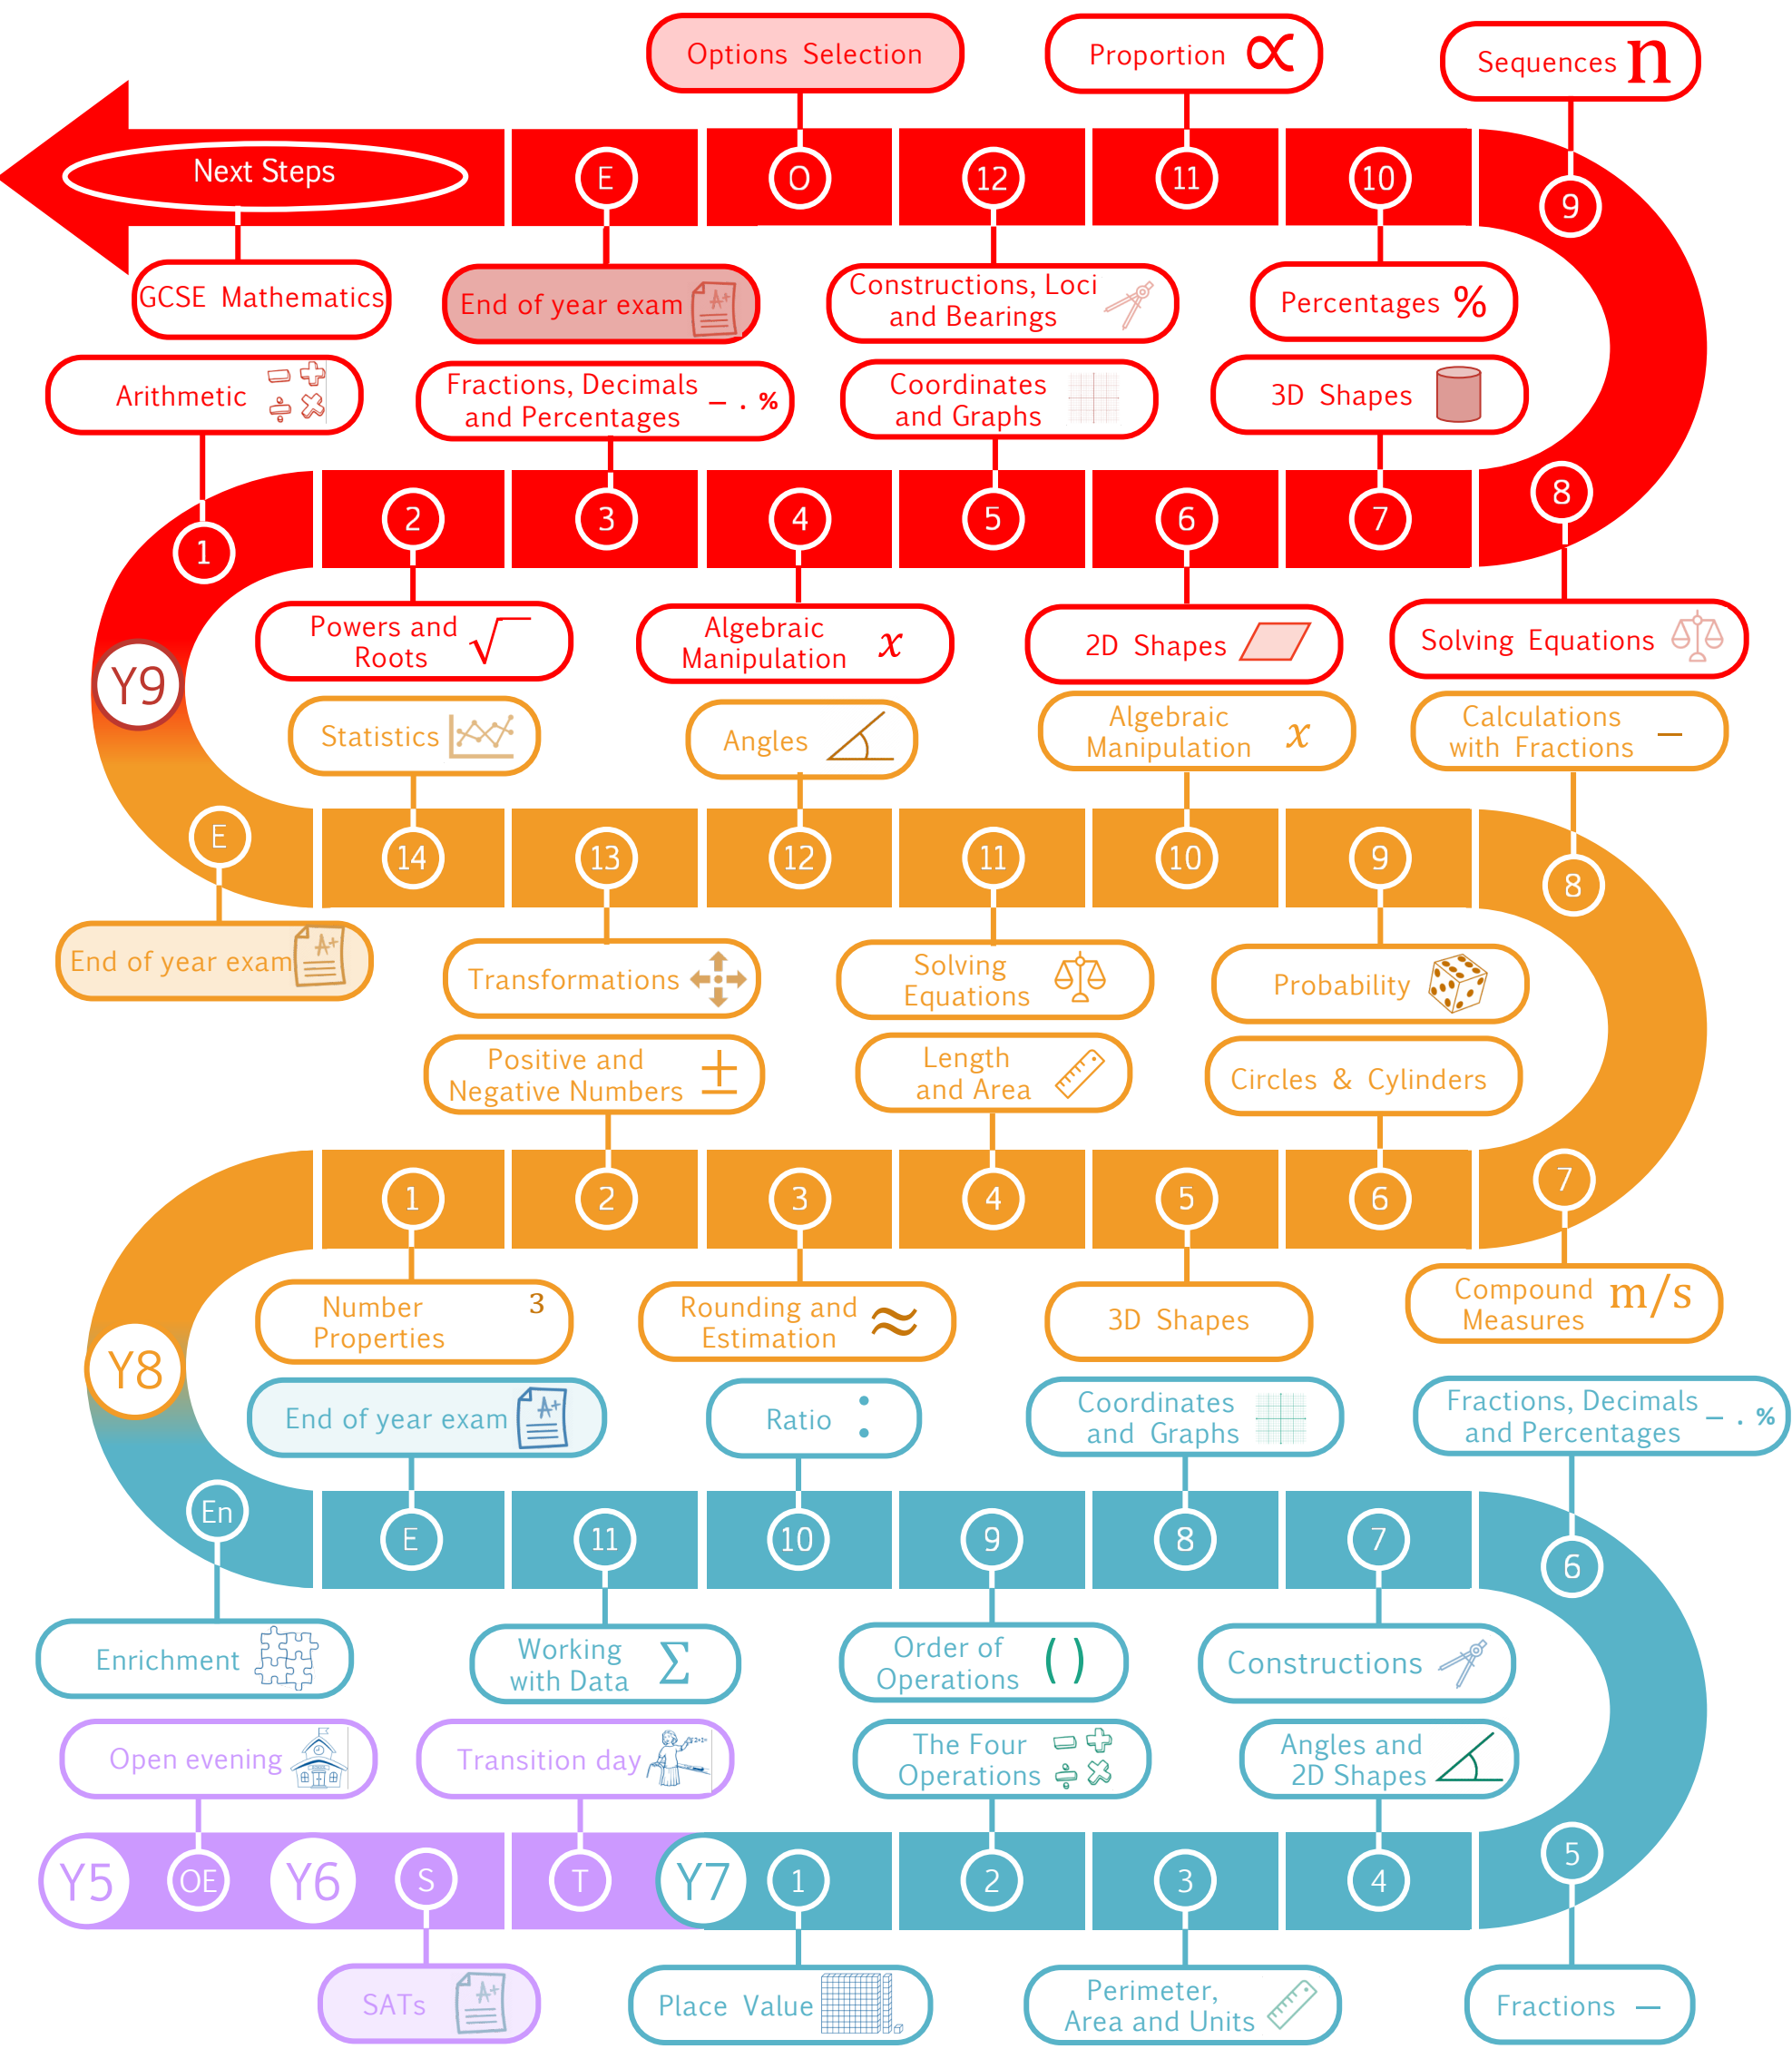 Options Selection
Proportion ∝
Sequences n
Next Steps
E
O
12
11
10
9
GCSE Mathematics
End of year exam A+
Constructions, Loci
and Bearings
Percentages %
Arithmetic
Fractions, Decimals
and Percentages – . %
Coordinates
and Graphs
3D Shapes
1
2
3
4
5
6
7
8
Powers and
Roots √
Algebraic
Manipulation x
2D Shapes
Solving Equations
Y9
Statistics
Angles
Algebraic
Manipulation x
Calculations
with Fractions –
E
14
13
12
11
10
9
8
End of year exam A+
Transformations
Solving
Equations
Probability
Positive and
Negative Numbers ±
Length
and Area
Circles & Cylinders
1
2
3
4
5
6
7
Number
Properties ³
Rounding and
Estimation ≈
3D Shapes
Compound
Measures m/s
Y8
End of year exam A+
Ratio :
Coordinates
and Graphs
Fractions, Decimals
and Percentages – . %
En
E
11
10
9
8
7
6
Enrichment
Working
with Data Σ
Order of
Operations ( )
Constructions
Open evening
Transition day
The Four
Operations
Angles and
2D Shapes
Y5
OE
Y6
S
T
Y7
1
2
3
4
5
SATs A+
Place Value
Perimeter,
Area and Units
Fractions –